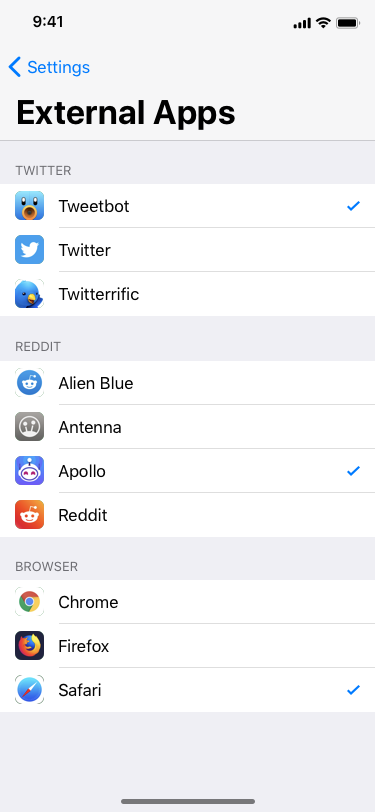 9:41
Settings
External Apps
TWITTER
Tweetbot
Twitter
Twitterrific
REDDIT
Alien Blue
Antenna
Apollo
Reddit
BROWSER
Chrome
Firefox
Safari